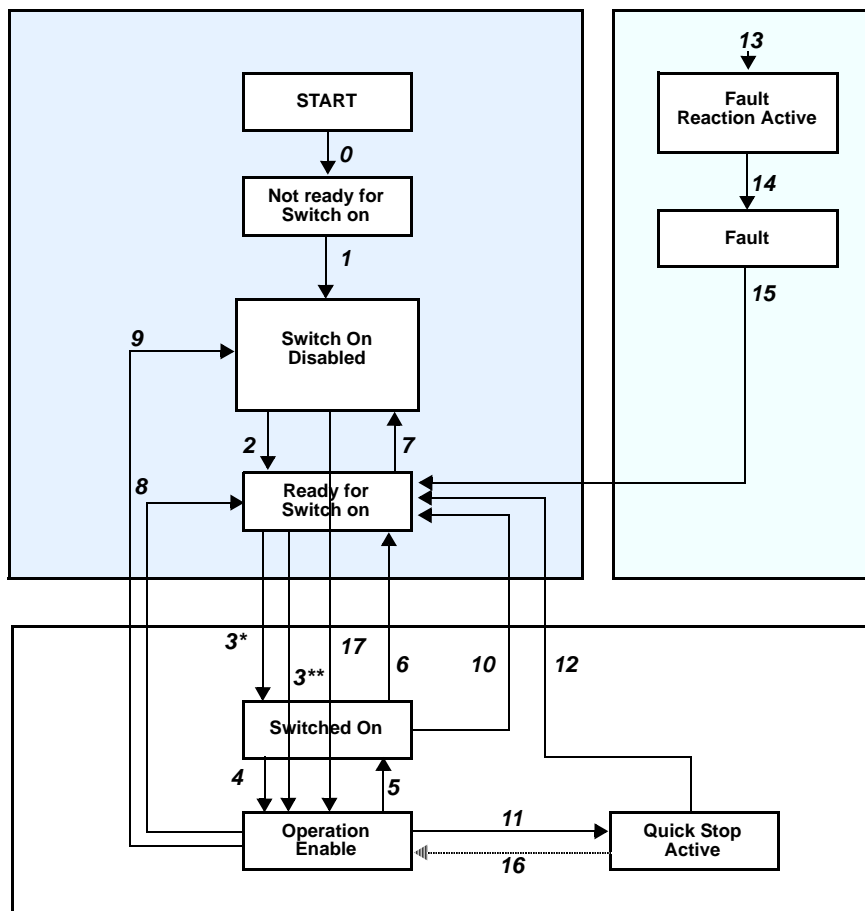 13
START
Fault
Reaction Active
0
14
Not ready for
Switch on
Fault
1
15
9
Switch On
Disabled
2
7
8
Ready for
Switch on
3*
17
6
10
12
3**
Switched On
4
5
11
Operation
Enable
Quick Stop
Active
16